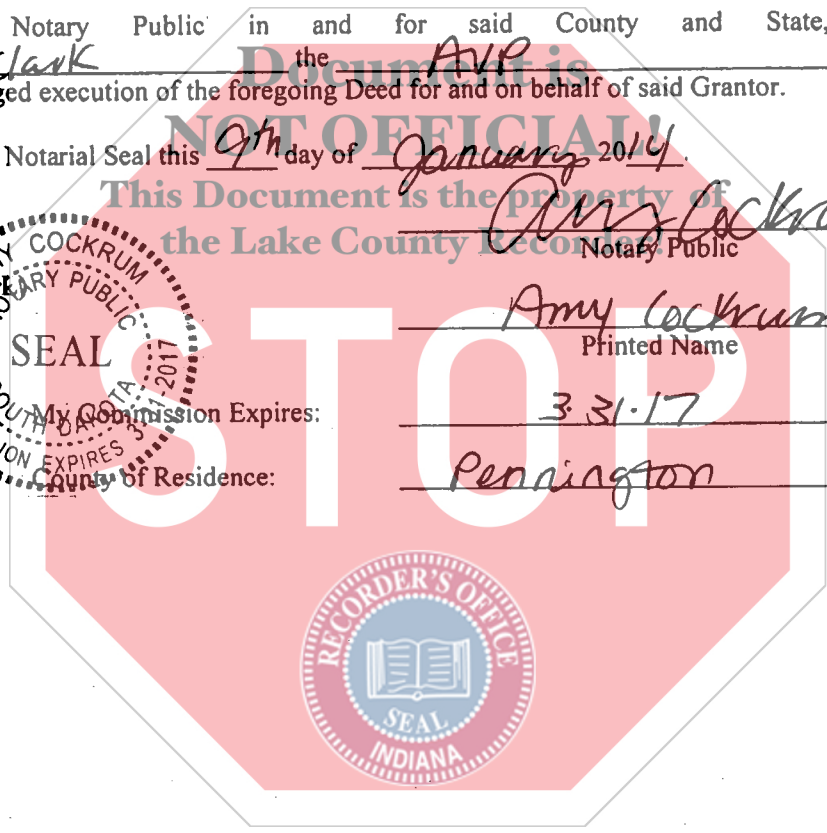 Notary Public in and for said County and State,
Clark the AVP
ged execution of the foregoing Deed for and on behalf of said Grantor.
Notarial Seal this 9th day of January 2014.
Amy Cockru
Notary Public
Amy Cockrum
Printed Name
My Commission Expires: 3.31.17
County of Residence: Pennington
COCKRUM
NOTARY PUBLIC
SEAL
SOUTH DAKOTA
ION EXPIRES 3-31-2017
Document is
NOT OFFICIAL!
This Document is the property of
the Lake County Recorder!
STOP
RECORDER'S OFFICE
SEAL
INDIANA